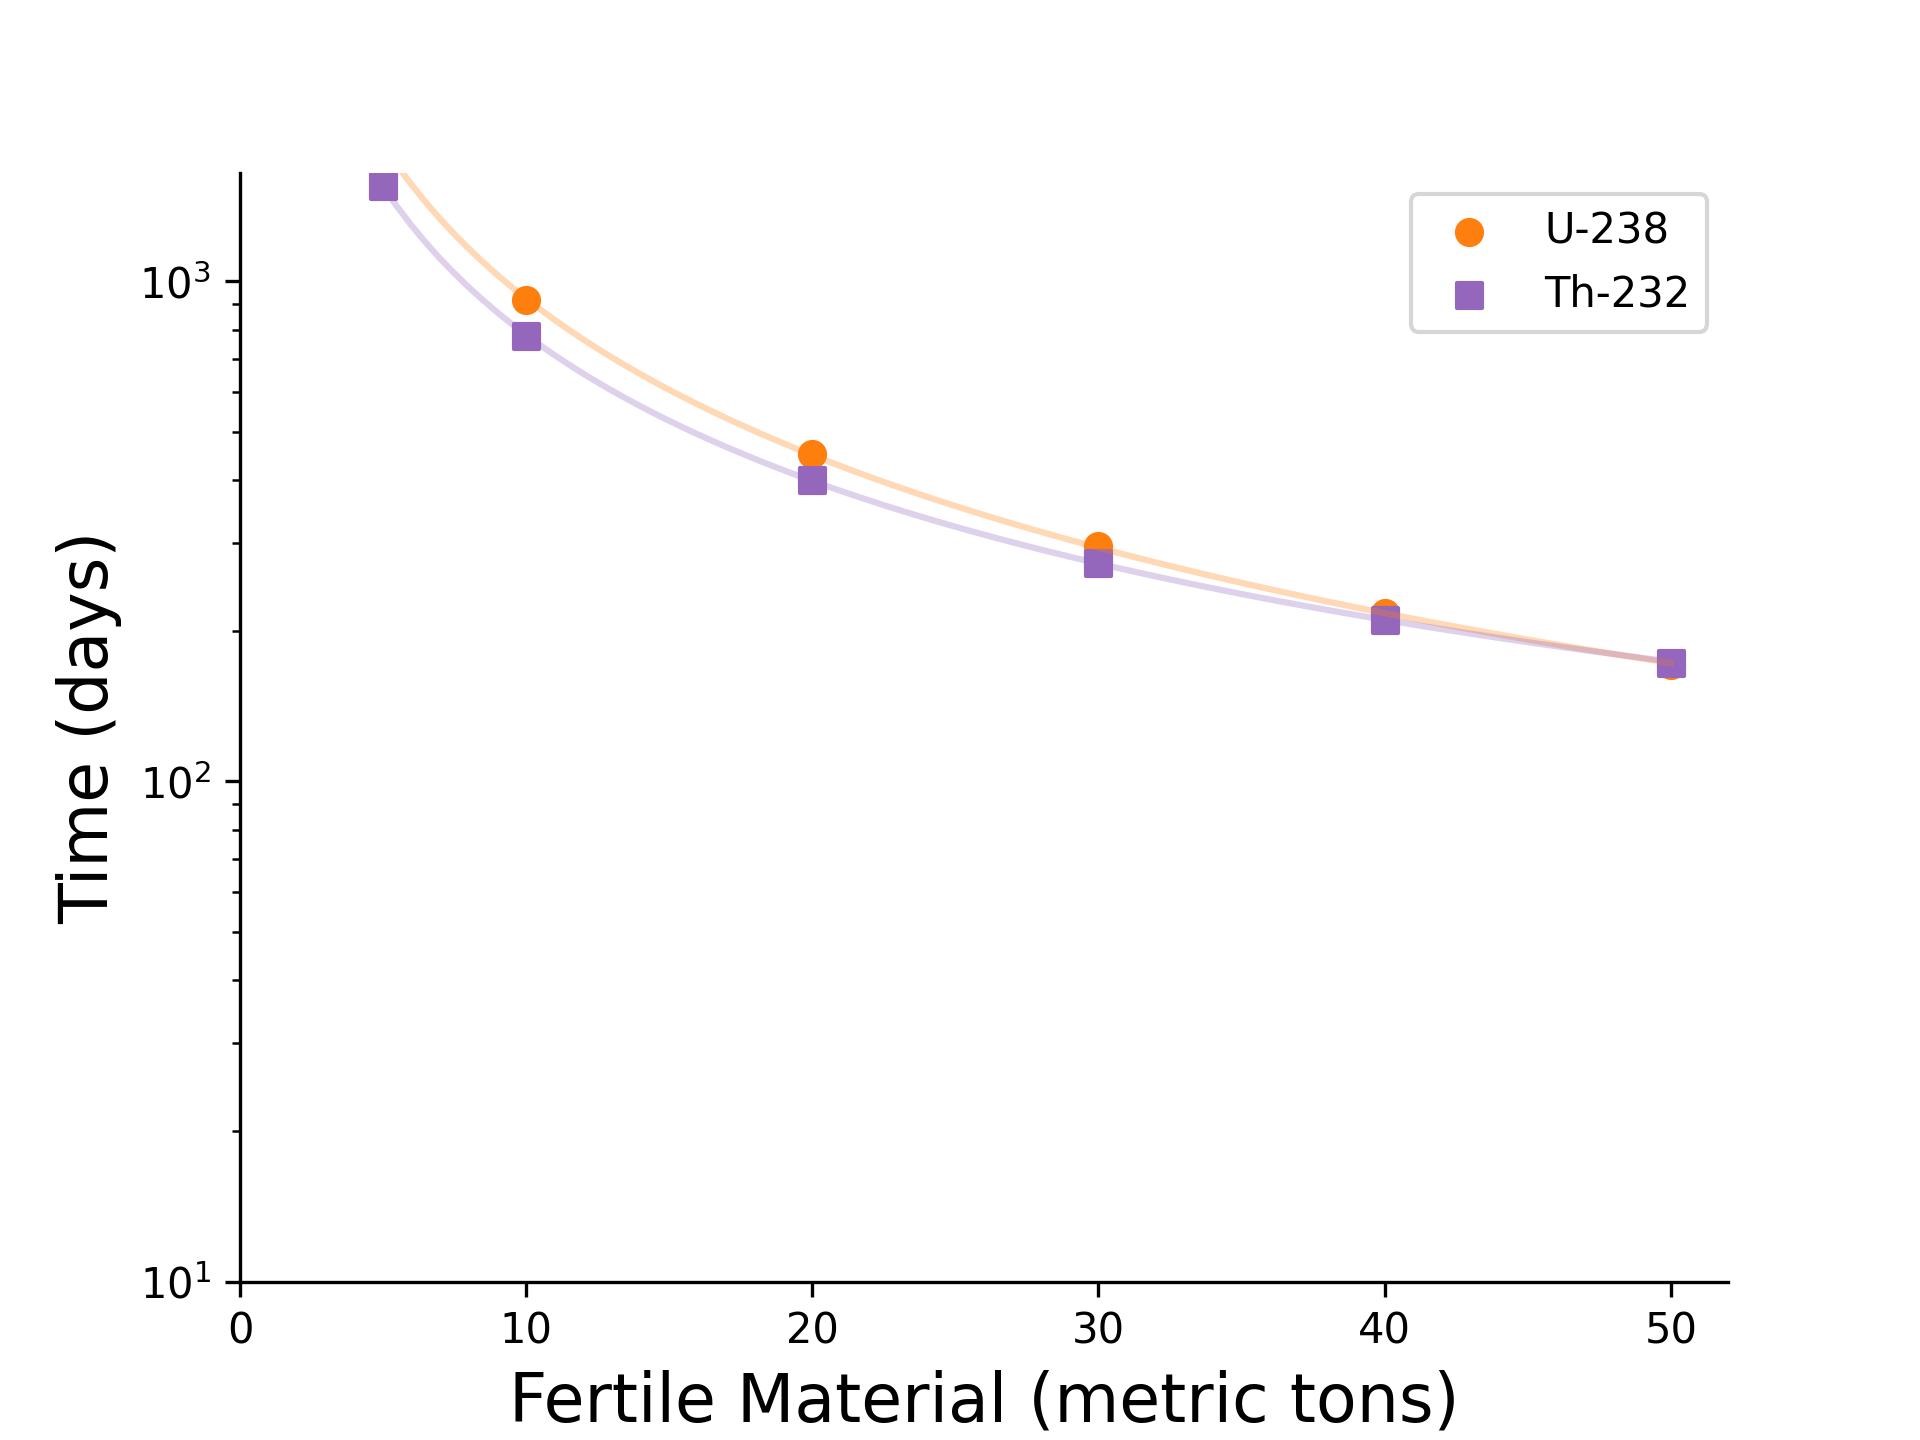 U-238
Th-232
10³
10²
10¹
Time (days)
0 10 20 30 40 50
Fertile Material (metric tons)